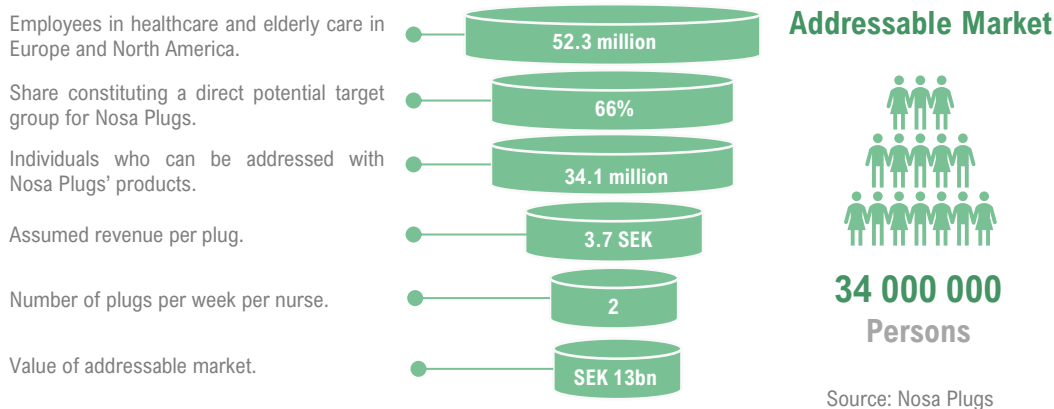 Employees in healthcare and elderly care in
Europe and North America.
52.3 million
Share constituting a direct potential target
group for Nosa Plugs.
66%
Individuals who can be addressed with
Nosa Plugs’ products.
34.1 million
Assumed revenue per plug.
3.7 SEK
Number of plugs per week per nurse.
2
Value of addressable market.
SEK 13bn
Addressable Market
34 000 000
Persons
Source: Nosa Plugs